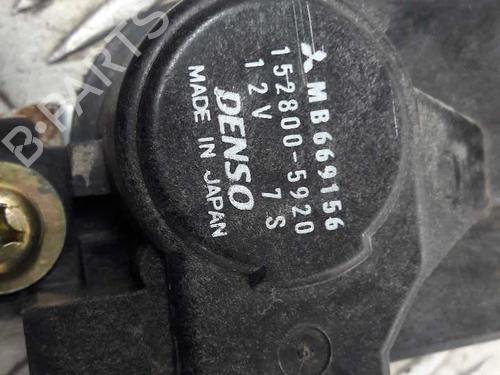 MB669156
152800-5920
12V 7S
DENSO
MADE IN JAPAN
B-PARTS